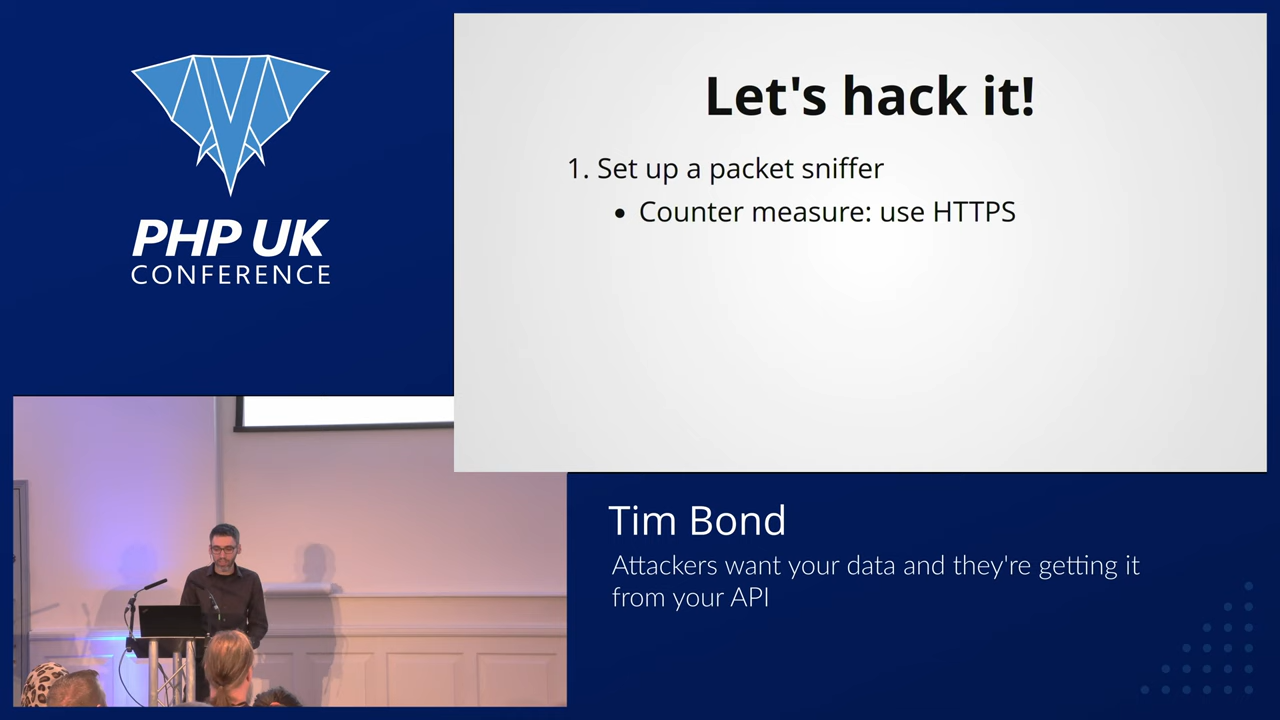 PHP UK
CONFERENCE
Let's hack it!
1. Set up a packet sniffer
• Counter measure: use HTTPS
Tim Bond
Attackers want your data and they're getting it
from your API